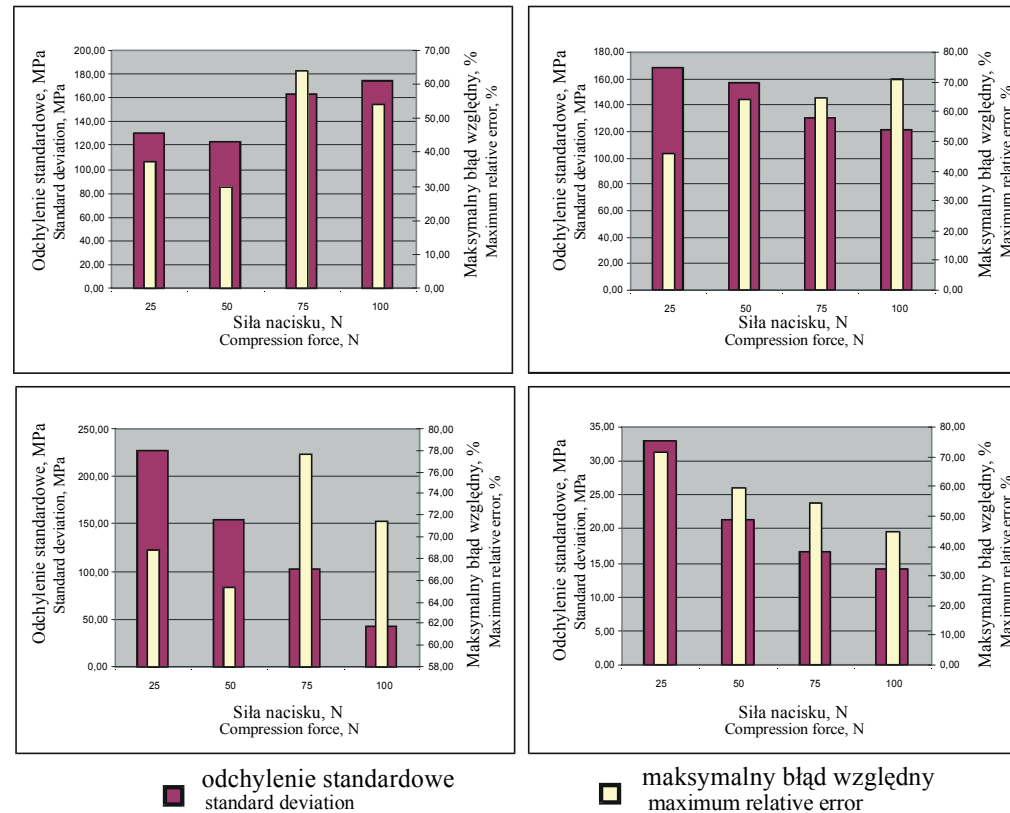 Odchylenie standardowe, MPa
Standard deviation, MPa
200,00
180,00
160,00
140,00
120,00
100,00
80,00
60,00
40,00
20,00
0,00
70,00
60,00
50,00
40,00
30,00
20,00
10,00
0,00
Maksymalny błąd względny, %
Maximum relative error, %
25 50 75 100
Siła nacisku, N
Compression force, N
Odchylenie standardowe, MPa
Standard deviation, MPa
180,00
160,00
140,00
120,00
100,00
80,00
60,00
40,00
20,00
0,00
80,00
70,00
60,00
50,00
40,00
30,00
20,00
10,00
0,00
Maksymalny błąd względny, %
Maximum relative error, %
25 50 75 100
Siła nacisku, N
Compression force, N
Odchylenie standardowe, MPa
Standard deviation, MPa
250,00
200,00
150,00
100,00
50,00
0,00
80,00
78,00
76,00
74,00
72,00
70,00
68,00
66,00
64,00
62,00
60,00
58,00
Maksymalny błąd względny, %
Maximum relative error, %
25 50 75 100
Siła nacisku, N
Compression force, N
Odchylenie standardowe, MPa
Standard deviation, MPa
35,00
30,00
25,00
20,00
15,00
10,00
5,00
0,00
80,00
70,00
60,00
50,00
40,00
30,00
20,00
10,00
0,00
Maksymalny błąd względny, %
Maximum relative error, %
25 50 75 100
Siła nacisku, N
Compression force, N
odchylenie standardowe
standard deviation
maksymalny błąd względny
maximum relative error